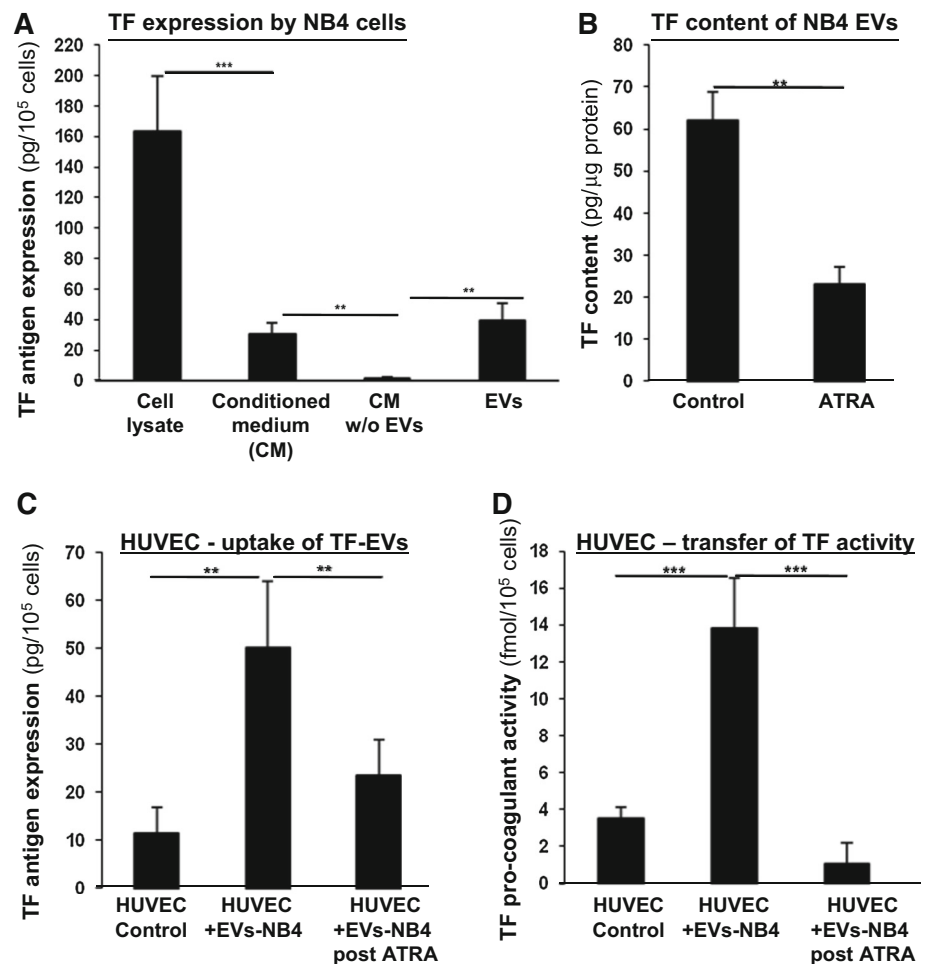 A
TF expression by NB4 cells
TF antigen expression (pg/10⁵ cells)
220
200
180
160
140
120
100
80
60
40
20
0
***
**
**
Cell
lysate
Conditioned
medium
(CM)
CM
w/o EVs
EVs
B
TF content of NB4 EVs
TF content (pg/µg protein)
80
70
60
50
40
30
20
10
0
**
Control
ATRA
C
HUVEC - uptake of TF-EVs
TF antigen expression (pg/10⁵ cells)
70
60
50
40
30
20
10
0
**
**
HUVEC
Control
HUVEC
+EVs-NB4
HUVEC
+EVs-NB4
post ATRA
D
HUVEC – transfer of TF activity
TF pro-coagulant activity (fmol/10⁵ cells)
18
16
14
12
10
8
6
4
2
0
***
***
HUVEC
Control
HUVEC
+EVs-NB4
HUVEC
+EVs-NB4
post ATRA